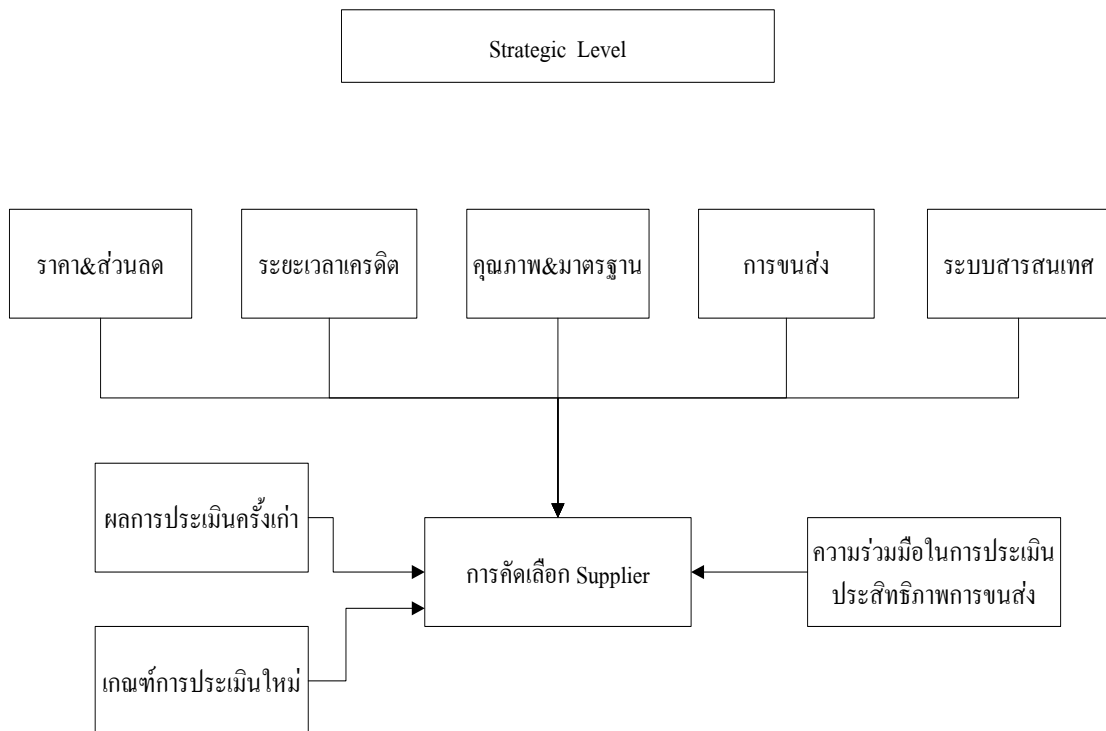 Strategic Level
ราคา&ส่วนลด
ระยะเวลาเครดิต
คุณภาพ&มาตรฐาน
การขนส่ง
ระบบสารสนเทศ
ผลการประเมินครั้งเก่า
การคัดเลือก Supplier
ความร่วมมือในการประเมิน
ประสิทธิภาพการขนส่ง
เกณฑ์การประเมินใหม่